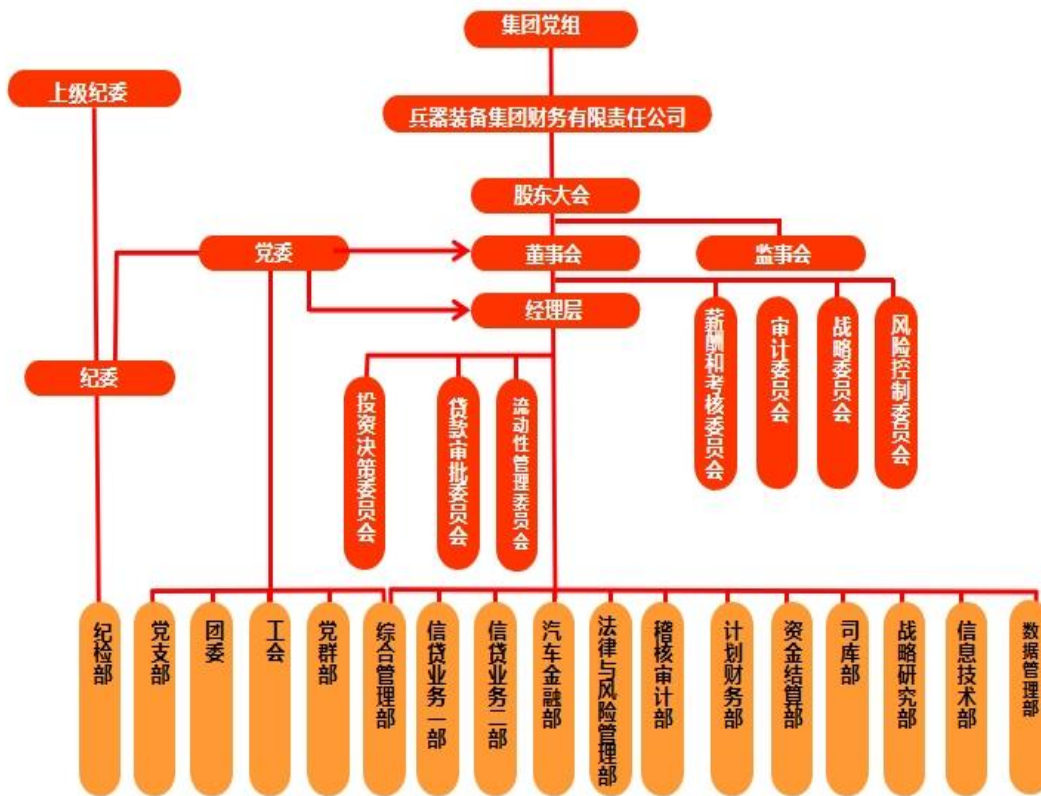 集团党组
上级纪委
兵器装备集团财务有限责任公司
股东大会
党委
董事会
监事会
经理层
纪委
薪酬和考核委员会
审计委员会
战略委员会
风险控制委员会
投资决策委员会
贷款审批委员会
流动性管理委员会
纪检部
党支部
团委
工会
党群部
综合管理部
信贷业务一部
信贷业务二部
汽车金融部
法律与风险管理部
稽核审计部
计划财务部
资金结算部
司库部
战略研究部
信息技术部
数据管理部